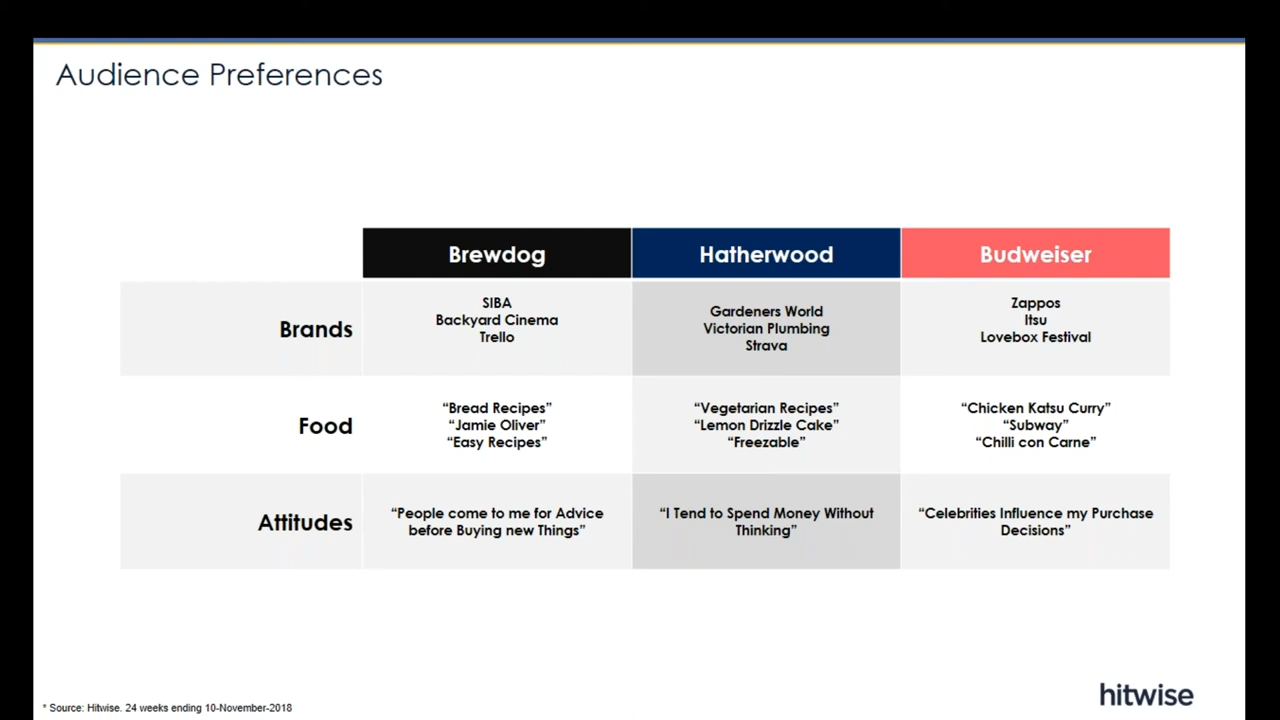 Audience Preferences
Brewdog Hatherwood Budweiser
Brands
SIBA
Backyard Cinema
Trello
Gardeners World
Victorian Plumbing
Strava
Zappos
Itsu
Lovebox Festival
Food
“Bread Recipes”
“Jamie Oliver”
“Easy Recipes”
“Vegetarian Recipes”
“Lemon Drizzle Cake”
“Freezable”
“Chicken Katsu Curry”
“Subway”
“Chilli con Carne”
Attitudes
“People come to me for Advice
before Buying new Things”
“I Tend to Spend Money Without
Thinking”
“Celebrities Influence my Purchase
Decisions”
* Source: Hitwise. 24 weeks ending 10-November-2018
hitwise